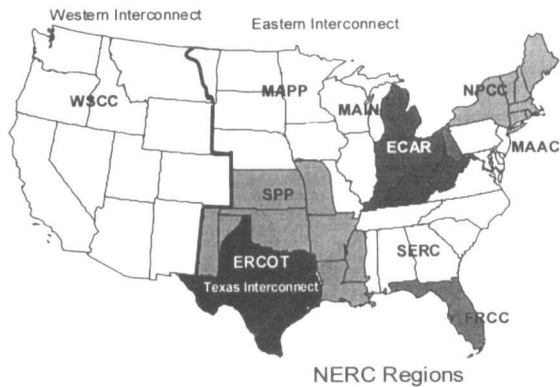 Western Interconnect
Eastern Interconnect
NPCC
WSCC
MAPP
MAIN
ECAR
MAAC
SPP
SERC
ERCOT
Texas Interconnect
FRCC
NERC Regions